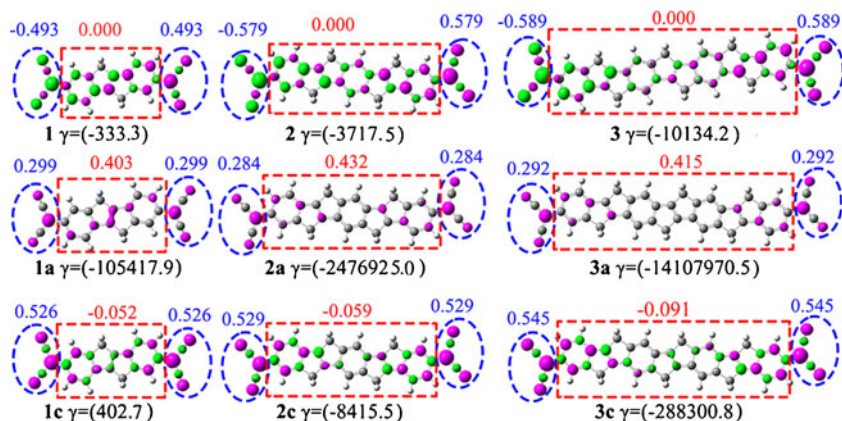 -0.493 0.000 0.493 -0.579 0.000 0.579 -0.589 0.000 0.589
1 γ=(-333.3) 2 γ=(-3717.5) 3 γ=(-10134.2)
0.299 0.403 0.299 0.284 0.432 0.284 0.292 0.415 0.292
1a γ=(-105417.9) 2a γ=(-2476925.0) 3a γ=(-14107970.5)
0.526 -0.052 0.526 0.529 -0.059 0.529 0.545 -0.091 0.545
1c γ=(402.7) 2c γ=(-8415.5) 3c γ=(-288300.8)